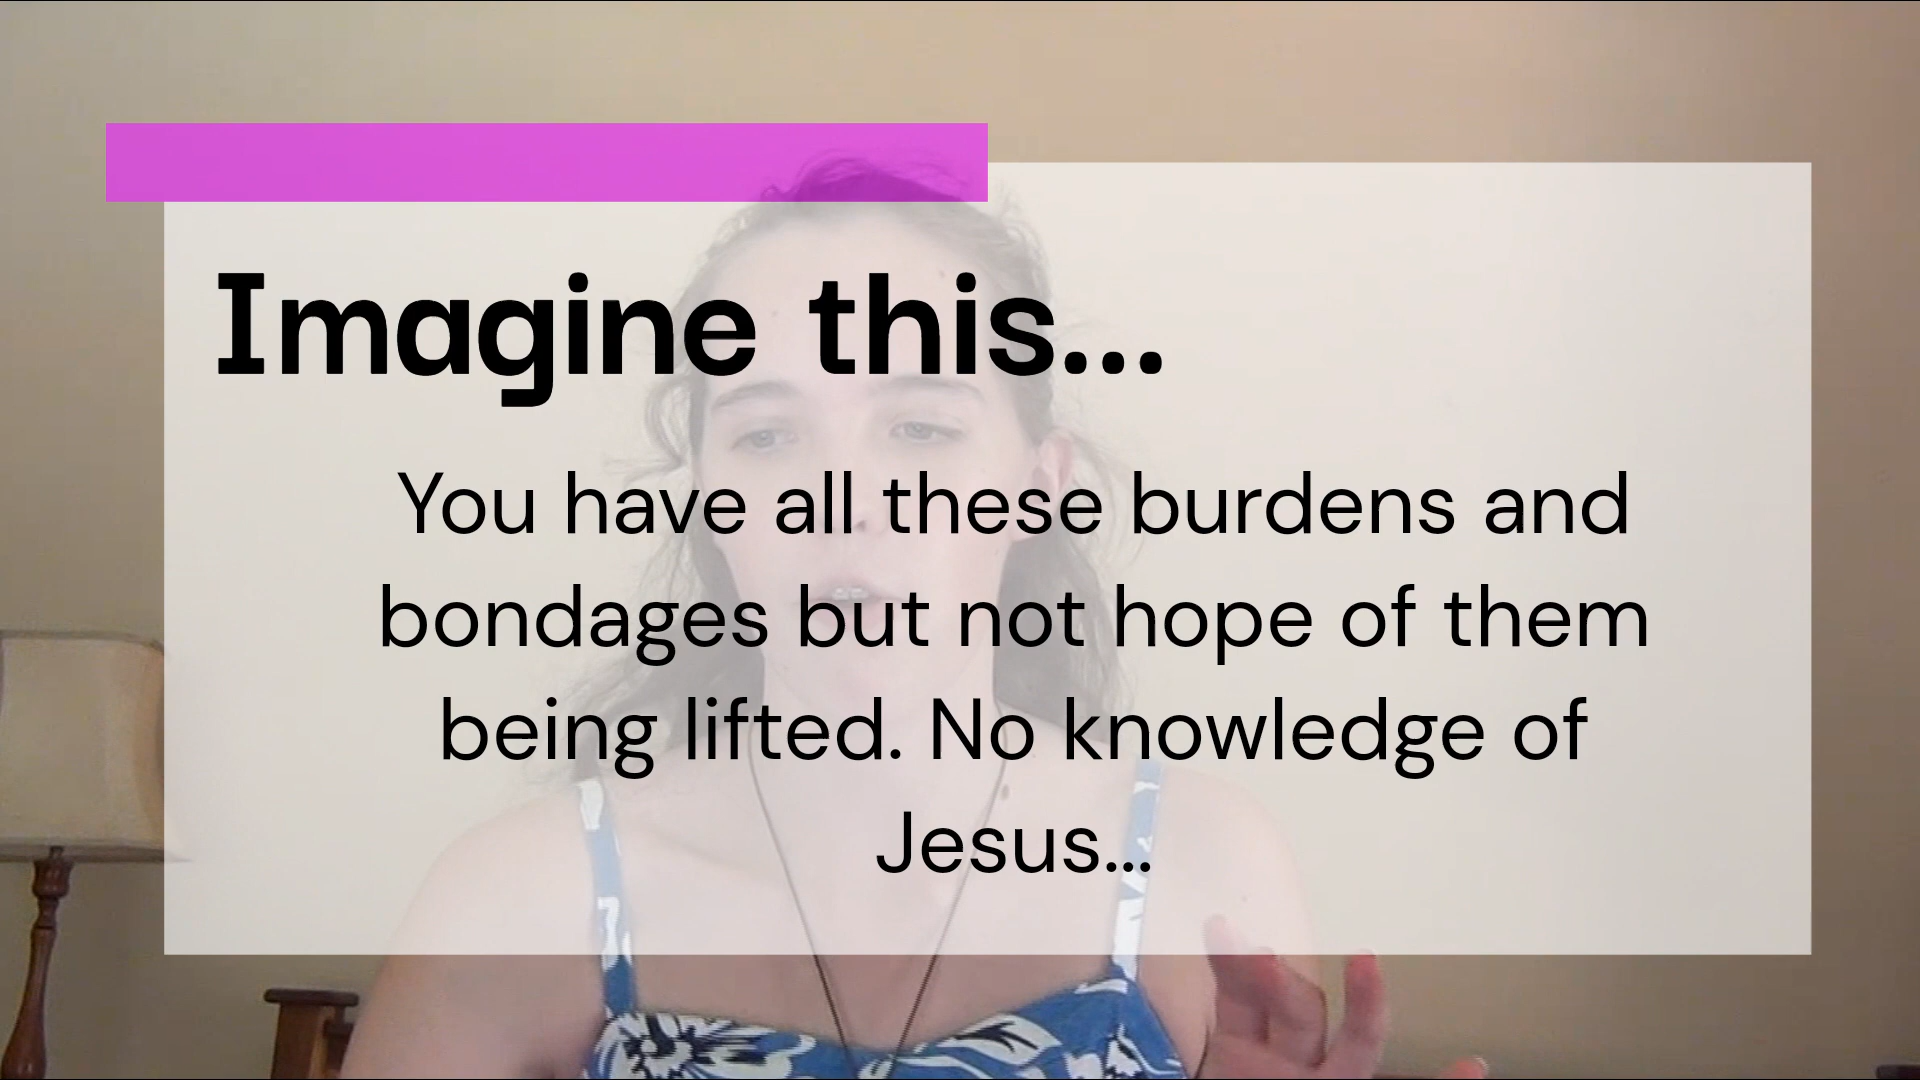 Imagine this...
You have all these burdens and
bondages but not hope of them
being lifted. No knowledge of
Jesus...